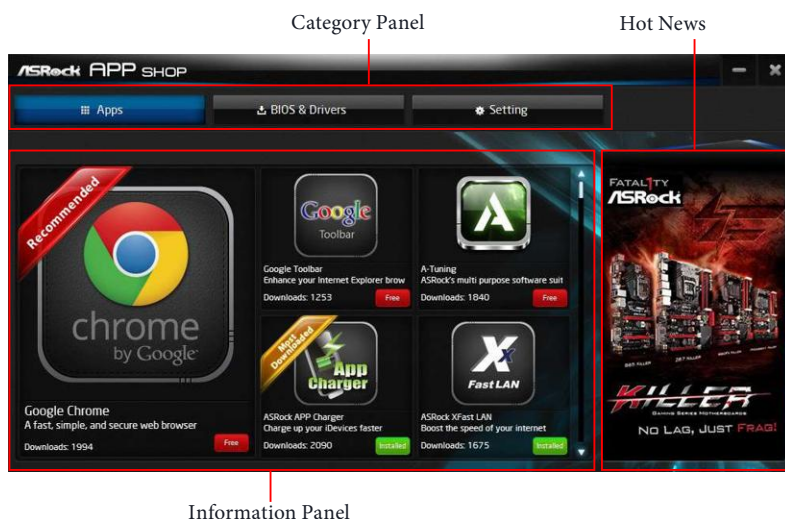 Category Panel
Hot News
ASRock APP SHOP
Apps
BIOS & Drivers
Setting
Recommended
chrome
by Google
Google Chrome
A fast, simple, and secure web browser
Downloads: 1994
Free
Google
Toolbar
Google Toolbar
Enhance your Internet Explorer brow
Downloads: 1253
Free
A-Tuning
ASRock's multi purpose software suit
Downloads: 1840
Free
Most
Downloaded
App
Charger
ASRock APP Charger
Charge up your iDevices faster
Downloads: 2090
Installed
X
Fast LAN
ASRock XFast LAN
Boost the speed of your internet
Downloads: 1675
Installed
FATAL1TY
ASRock
KILLER
GAMING SERIES MOTHERBOARDS
NO LAG, JUST FRAG!
Information Panel